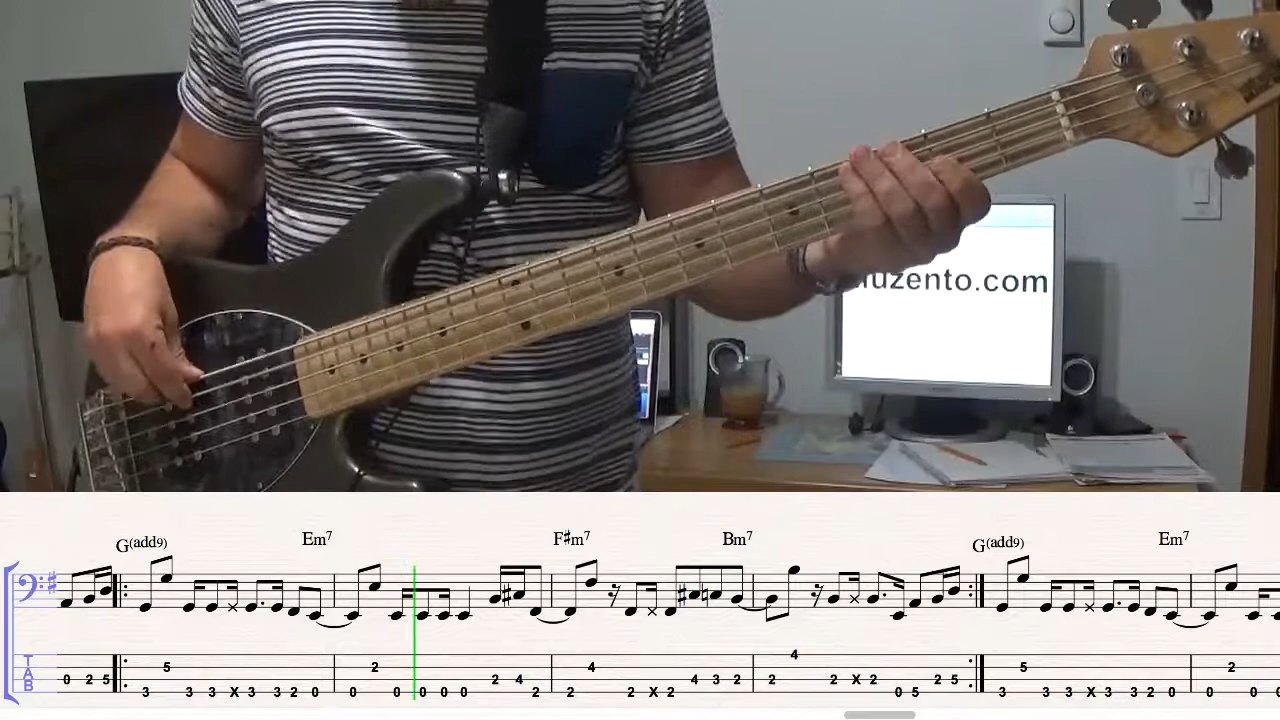 luzento.com
G(add9) Em7 F#m7 Bm7 G(add9) Em7
4
5 2 4 5 2
0 2 5 2 4 4 3 2 2 2 X 2 2 5
3 3 3 X 3 3 2 0 0 0 0 0 0 2 2 2 X 2 0 5 3 3 3 X 3 3 2 0 0 0
T
A
B